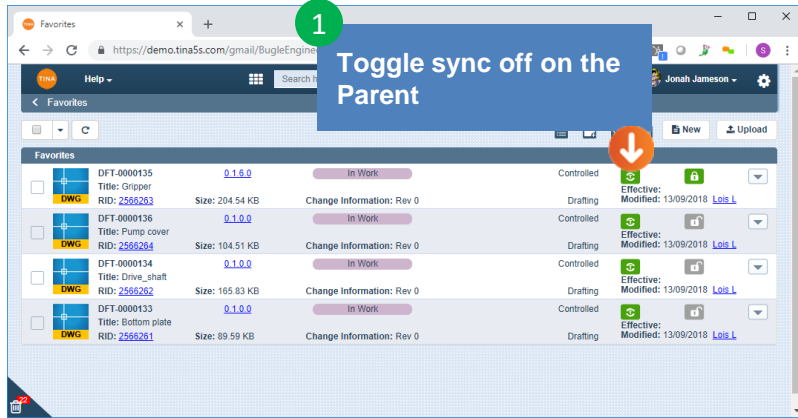 Favorites
1
https://demo.tina5s.com/gmail/BugleEngine
S
Toggle sync off on the
Parent
TINA
Help
Search h
Jonah Jameson
Favorites
New
Upload
Favorites
DFT-0000135 0.1.6.0 In Work Controlled
Title: Gripper Effective:
DWG RID: 2566263 Size: 204.54 KB Change Information: Rev 0 Drafting Modified: 13/09/2018 Lois L
DFT-0000136 0.1.0.0 In Work Controlled
Title: Pump cover Effective:
DWG RID: 2566264 Size: 104.51 KB Change Information: Rev 0 Drafting Modified: 13/09/2018 Lois L
DFT-0000134 0.1.0.0 In Work Controlled
Title: Drive_shaft Effective:
DWG RID: 2566262 Size: 165.83 KB Change Information: Rev 0 Drafting Modified: 13/09/2018 Lois L
DFT-0000133 0.1.0.0 In Work Controlled
Title: Bottom plate Effective:
DWG RID: 2566261 Size: 89.59 KB Change Information: Rev 0 Drafting Modified: 13/09/2018 Lois L
22